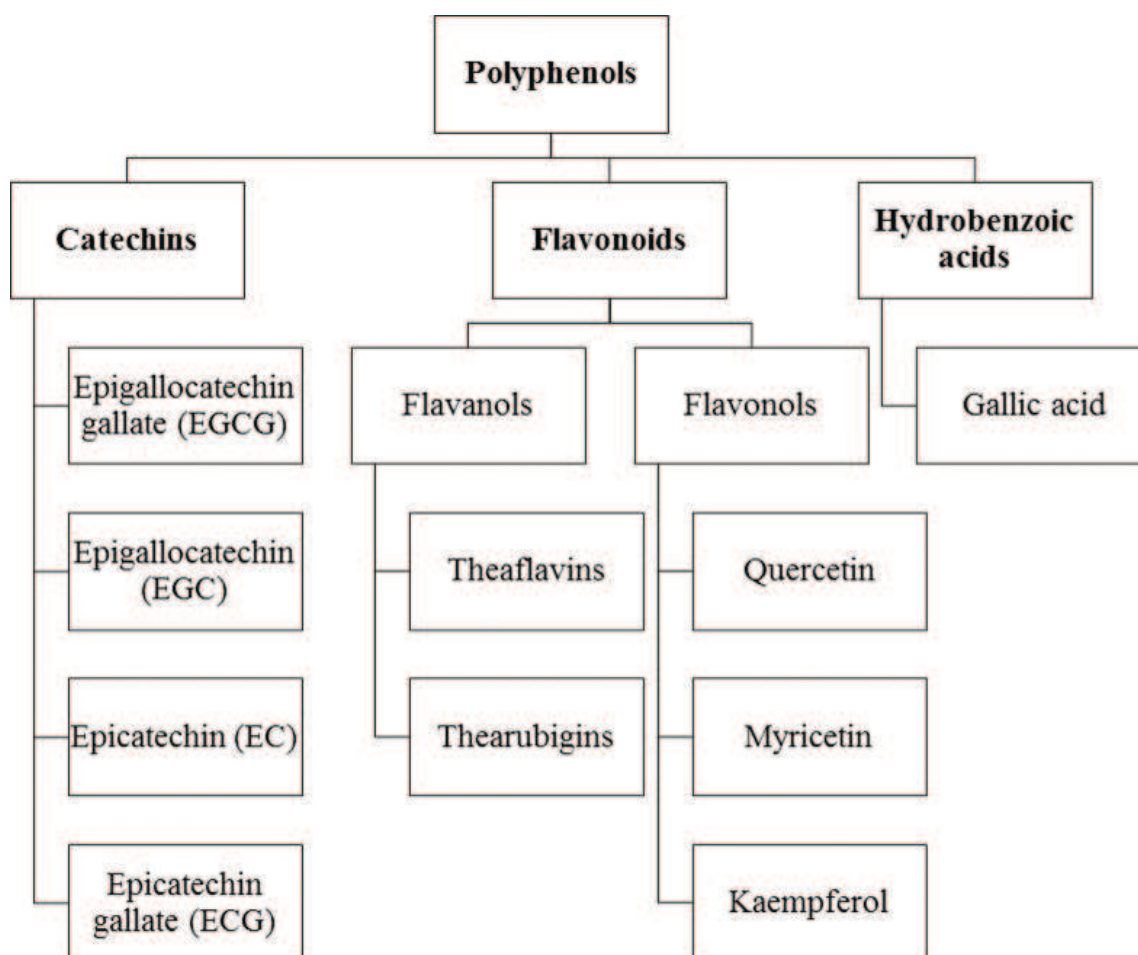 Polyphenols
Catechins
Flavonoids
Hydrobenzoic
acids
Epigallocatechin
gallate (EGCG)
Flavanols
Flavonols
Gallic acid
Epigallocatechin
(EGC)
Theaflavins
Quercetin
Epicatechin (EC)
Thearubigins
Myricetin
Epicatechin
gallate (ECG)
Kaempferol